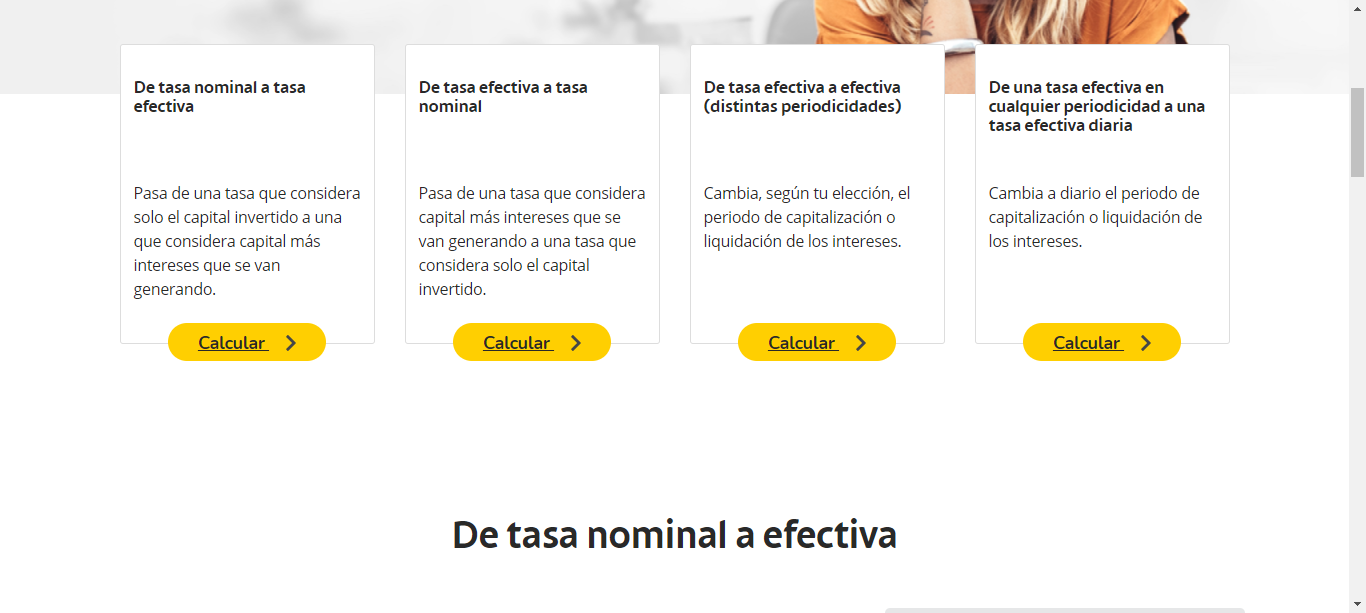 De tasa nominal a tasa
efectiva
Pasa de una tasa que considera
solo el capital invertido a una
que considera capital más
intereses que se van
generando.
Calcular
De tasa efectiva a tasa
nominal
Pasa de una tasa que considera
capital más intereses que se
van generando a una tasa que
considera solo el capital
invertido.
Calcular
De tasa efectiva a efectiva
(distintas periodicidades)
Cambia, según tu elección, el
periodo de capitalización o
liquidación de los intereses.
Calcular
De una tasa efectiva en
cualquier periodicidad a una
tasa efectiva diaria
Cambia a diario el periodo de
capitalización o liquidación de
los intereses.
Calcular
De tasa nominal a efectiva